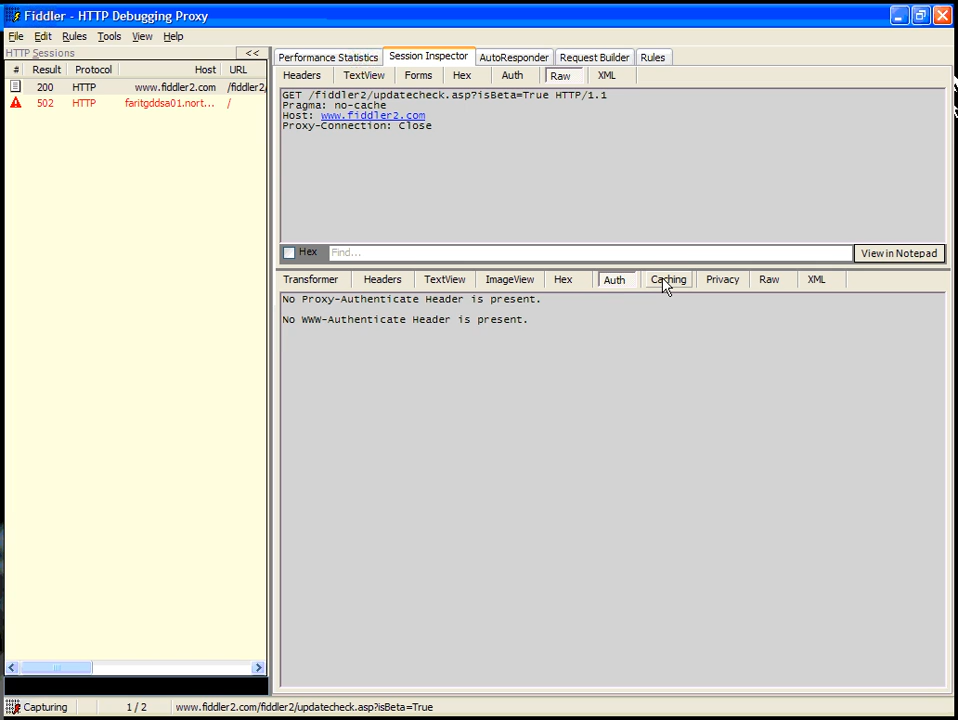 Fiddler - HTTP Debugging Proxy
File Edit Rules Tools View Help
HTTP Sessions <<
# Result Protocol Host URL
200 HTTP www.fiddler2.com /fiddler2/
502 HTTP faritgddsa01.nort... /
Performance Statistics Session Inspector AutoResponder Request Builder Rules
Headers TextView Forms Hex Auth Raw XML
GET /fiddler2/updatecheck.asp?isBeta=True HTTP/1.1
Pragma: no-cache
Host: www.fiddler2.com
Proxy-Connection: Close
Hex Find... View in Notepad
Transformer Headers TextView ImageView Hex Auth Caching Privacy Raw XML
No Proxy-Authenticate Header is present.
No WWW-Authenticate Header is present.
Capturing 1 / 2 www.fiddler2.com/fiddler2/updatecheck.asp?isBeta=True